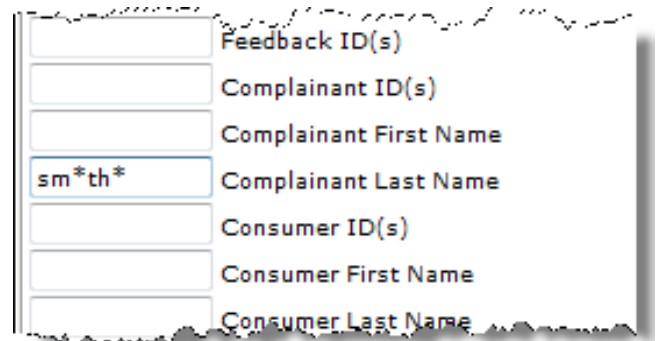 Feedback ID(s)
Complainant ID(s)
Complainant First Name
sm*th* Complainant Last Name
Consumer ID(s)
Consumer First Name
Consumer Last Name